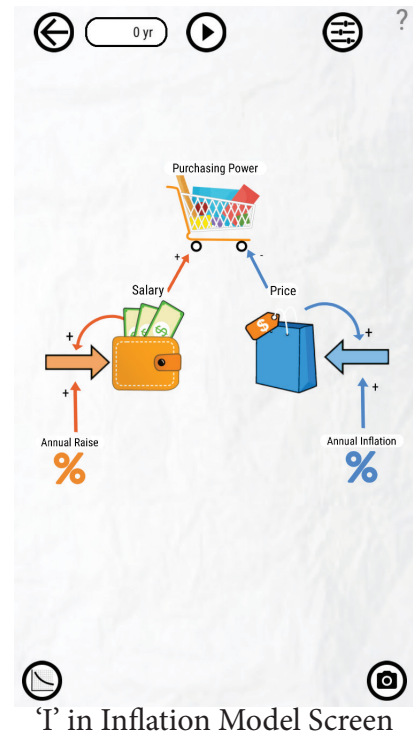 0 yr
?
Purchasing Power
+
-
Salary
Price
$
+
+
+
+
Annual Raise
%
Annual Inflation
%
‘I’ in Inflation Model Screen